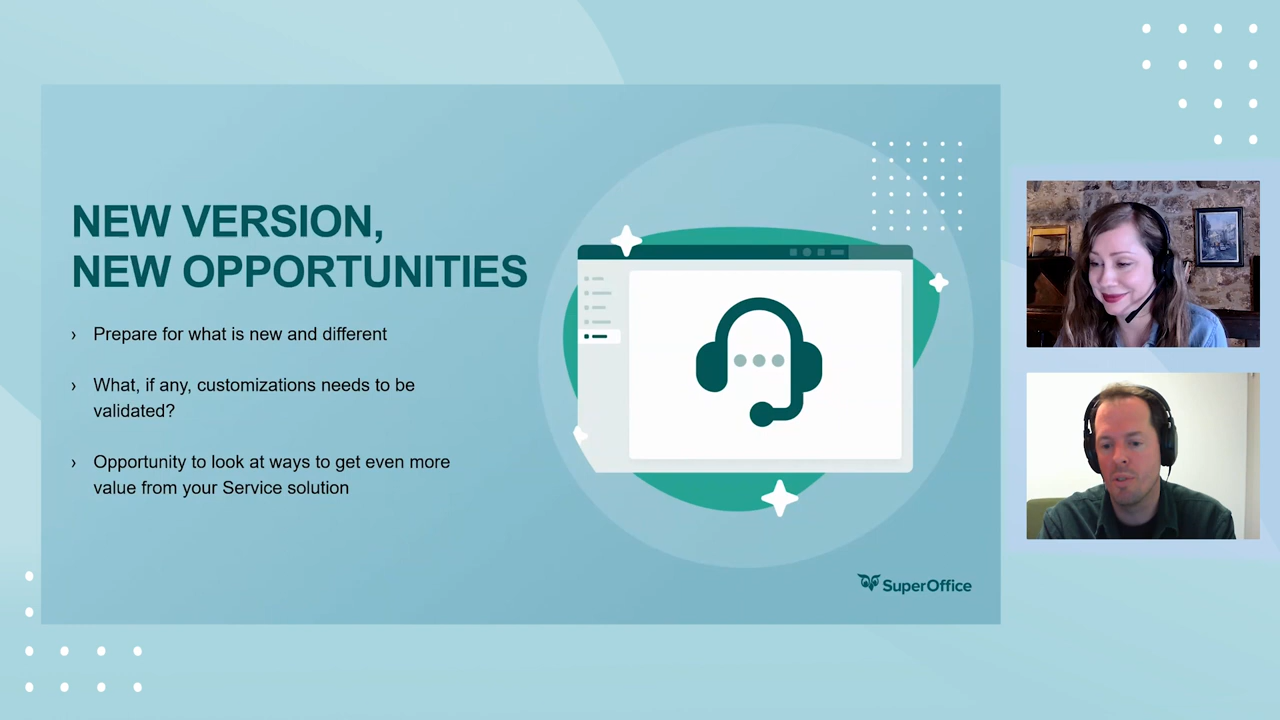 NEW VERSION,
NEW OPPORTUNITIES
› Prepare for what is new and different
› What, if any, customizations needs to be
validated?
› Opportunity to look at ways to get even more
value from your Service solution
SuperOffice